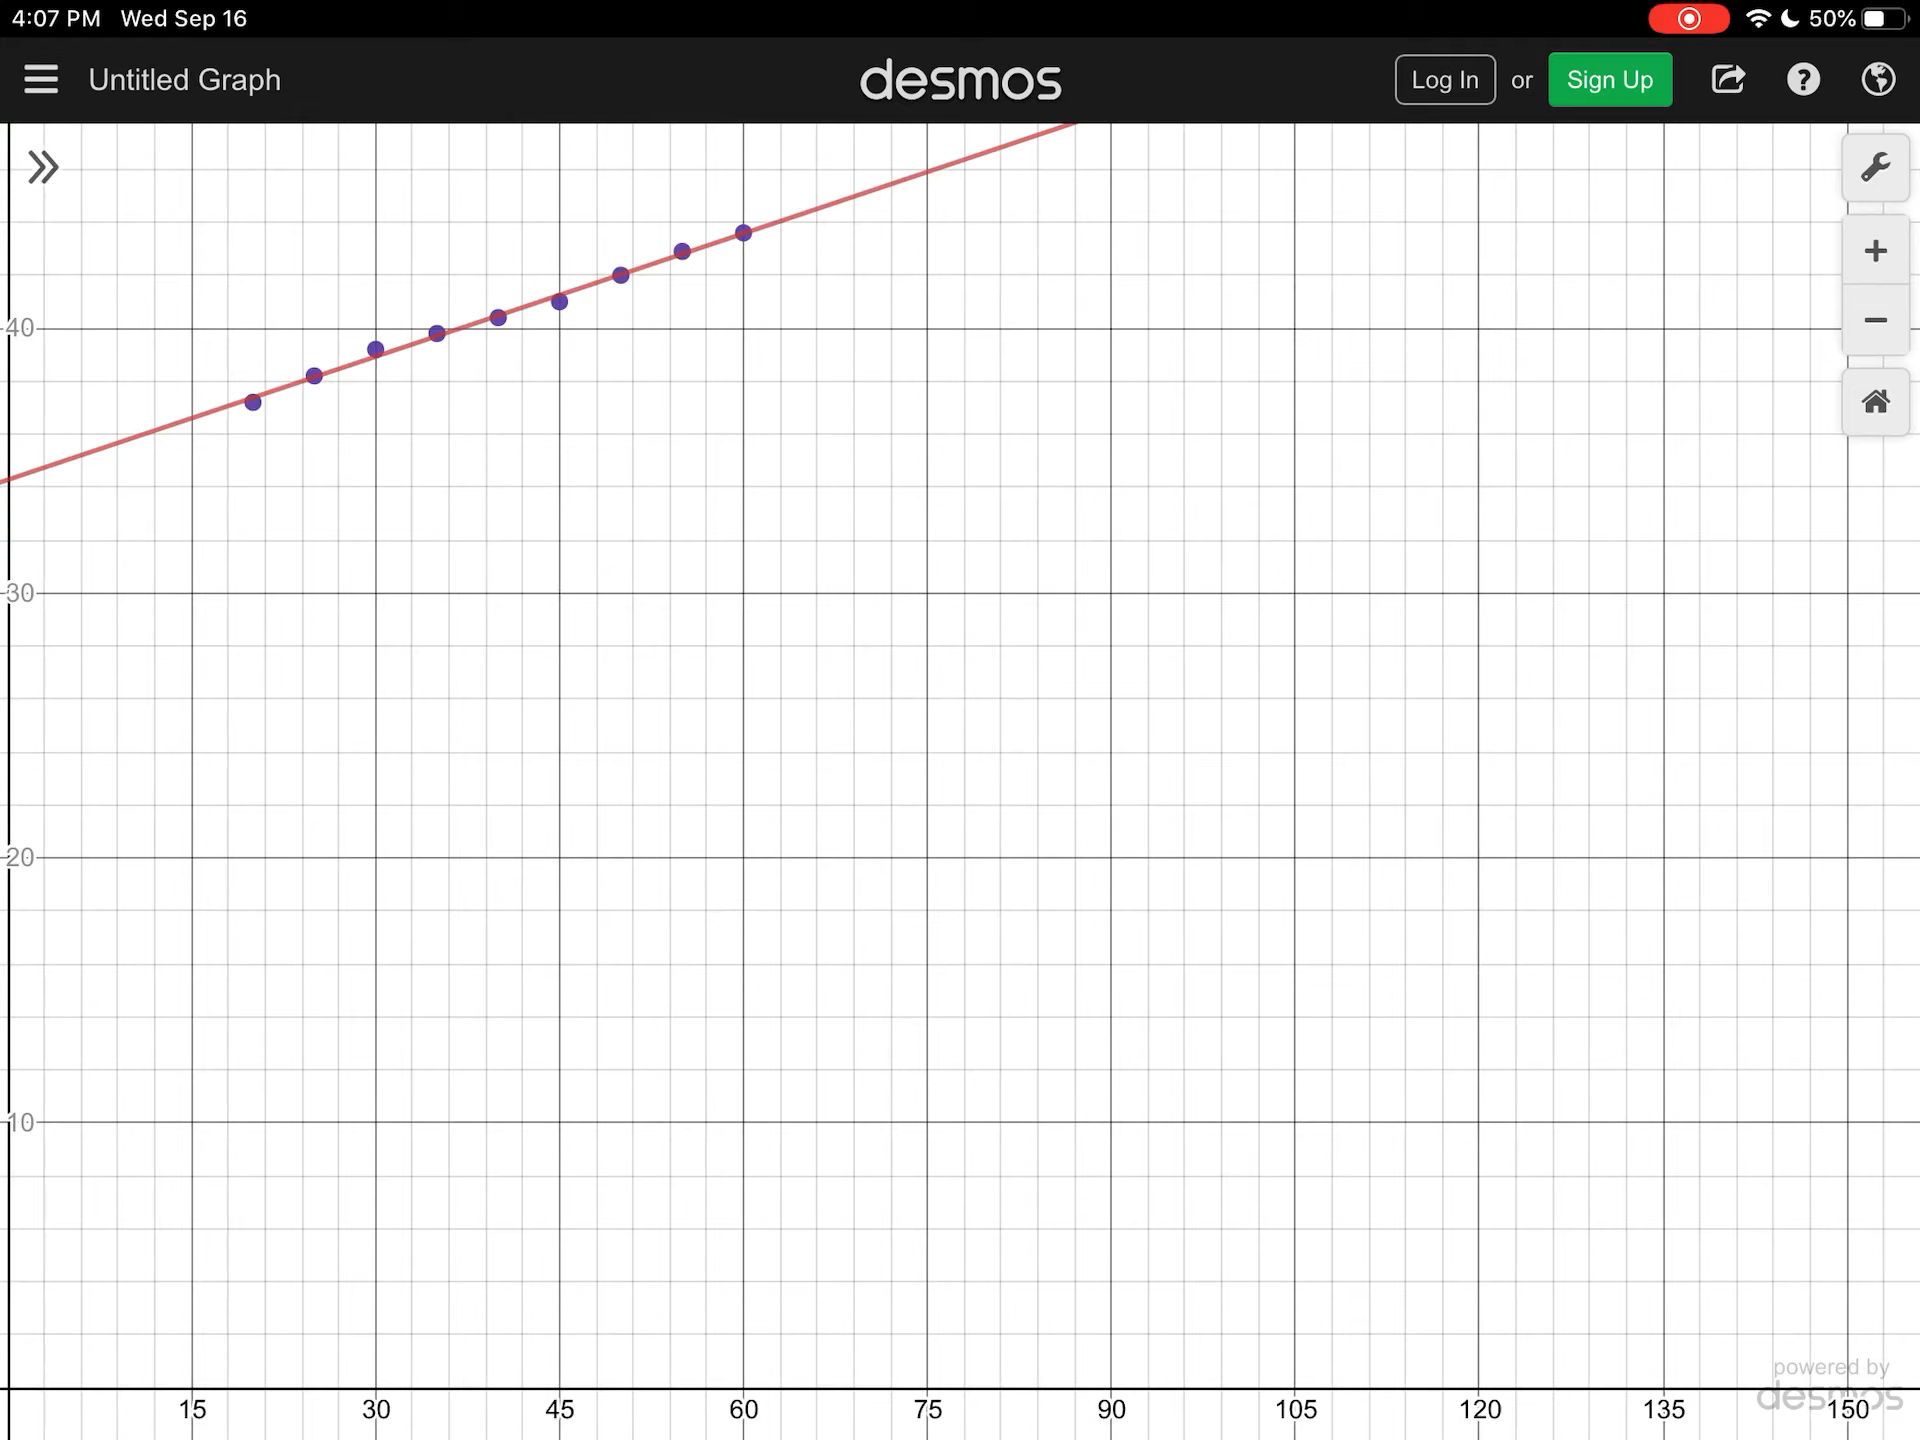 4:07 PM Wed Sep 16 50%
Untitled Graph desmos Log In or Sign Up
40
30
20
10
powered by
desmos
15 30 45 60 75 90 105 120 135 150